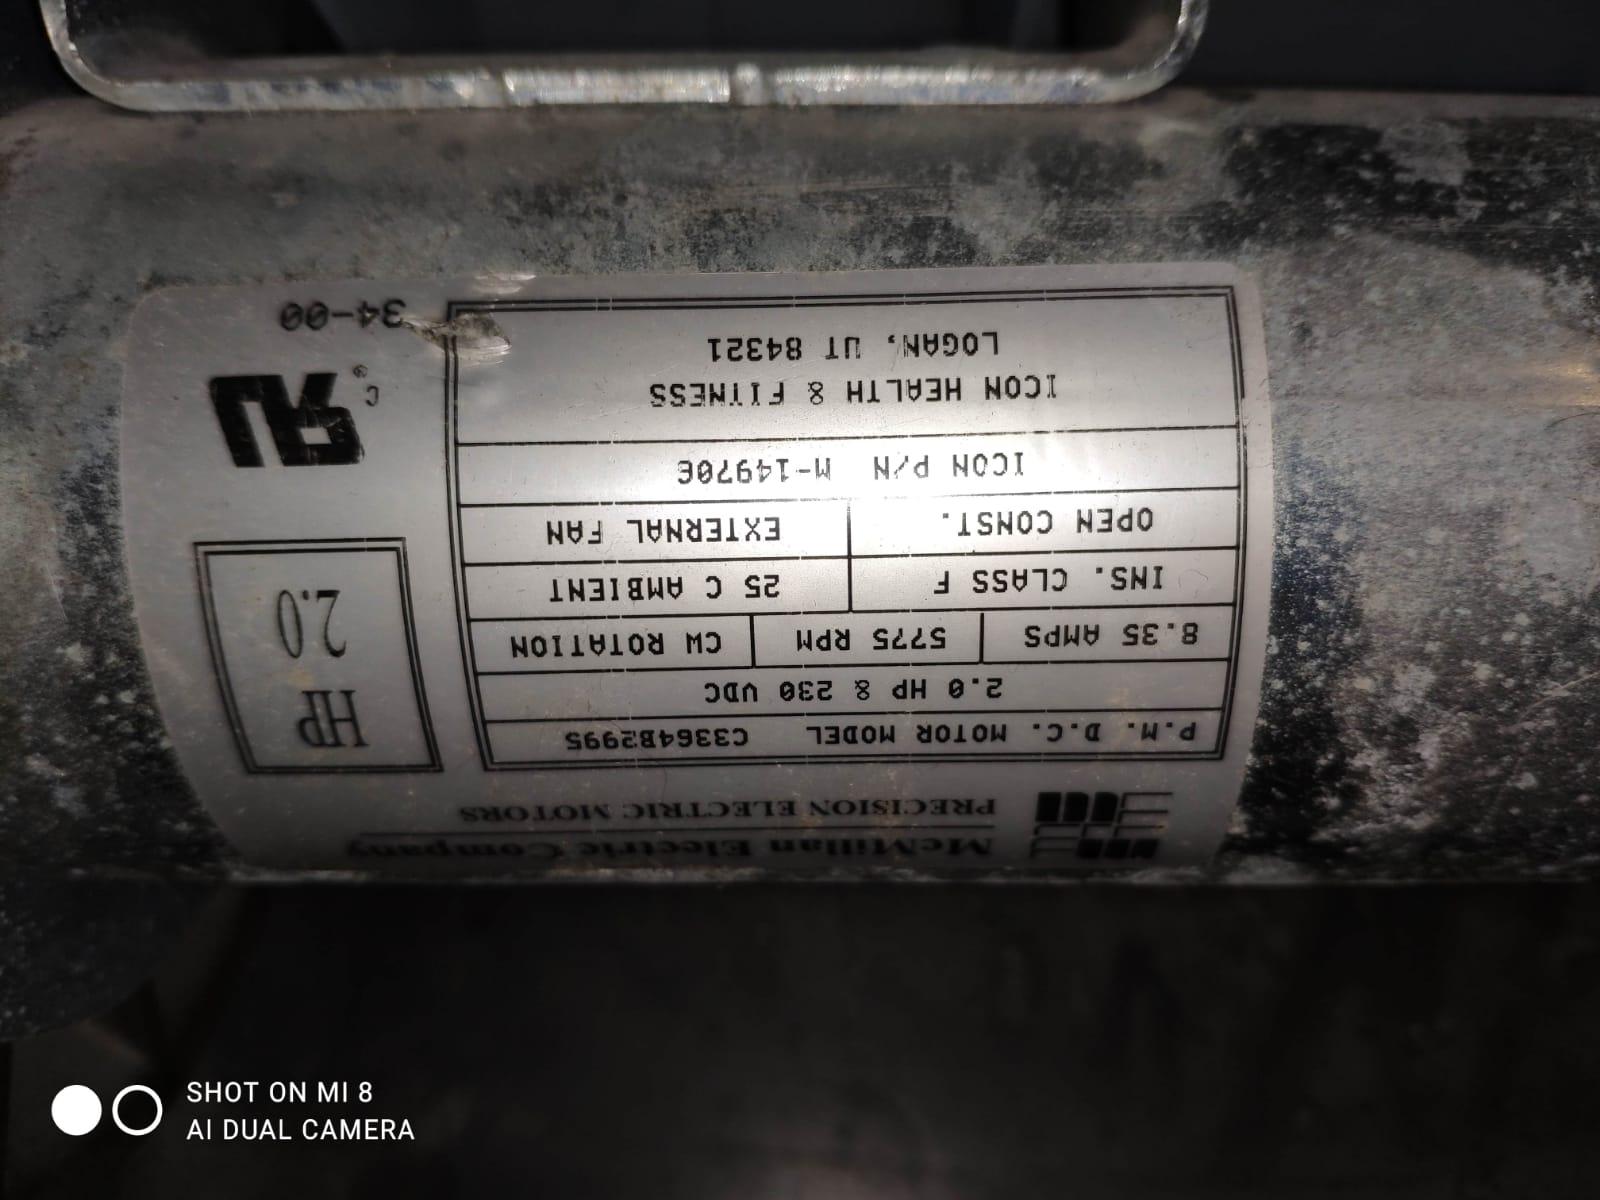 McMillan Electric Company
PRECISION ELECTRIC MOTORS
P.M. D.C. MOTOR MODEL C3364B2995
2.0 HP & 230 VDC
8.35 AMPS 5775 RPM CW ROTATION
INS. CLASS F 25 C AMBIENT
OPEN CONST. EXTERNAL FAN
ICON P/N M-149706
ICON HEALTH & FITNESS
LOGAN, UT 84321
HP
2.0
C UR ®
34-00
SHOT ON MI 8
AI DUAL CAMERA